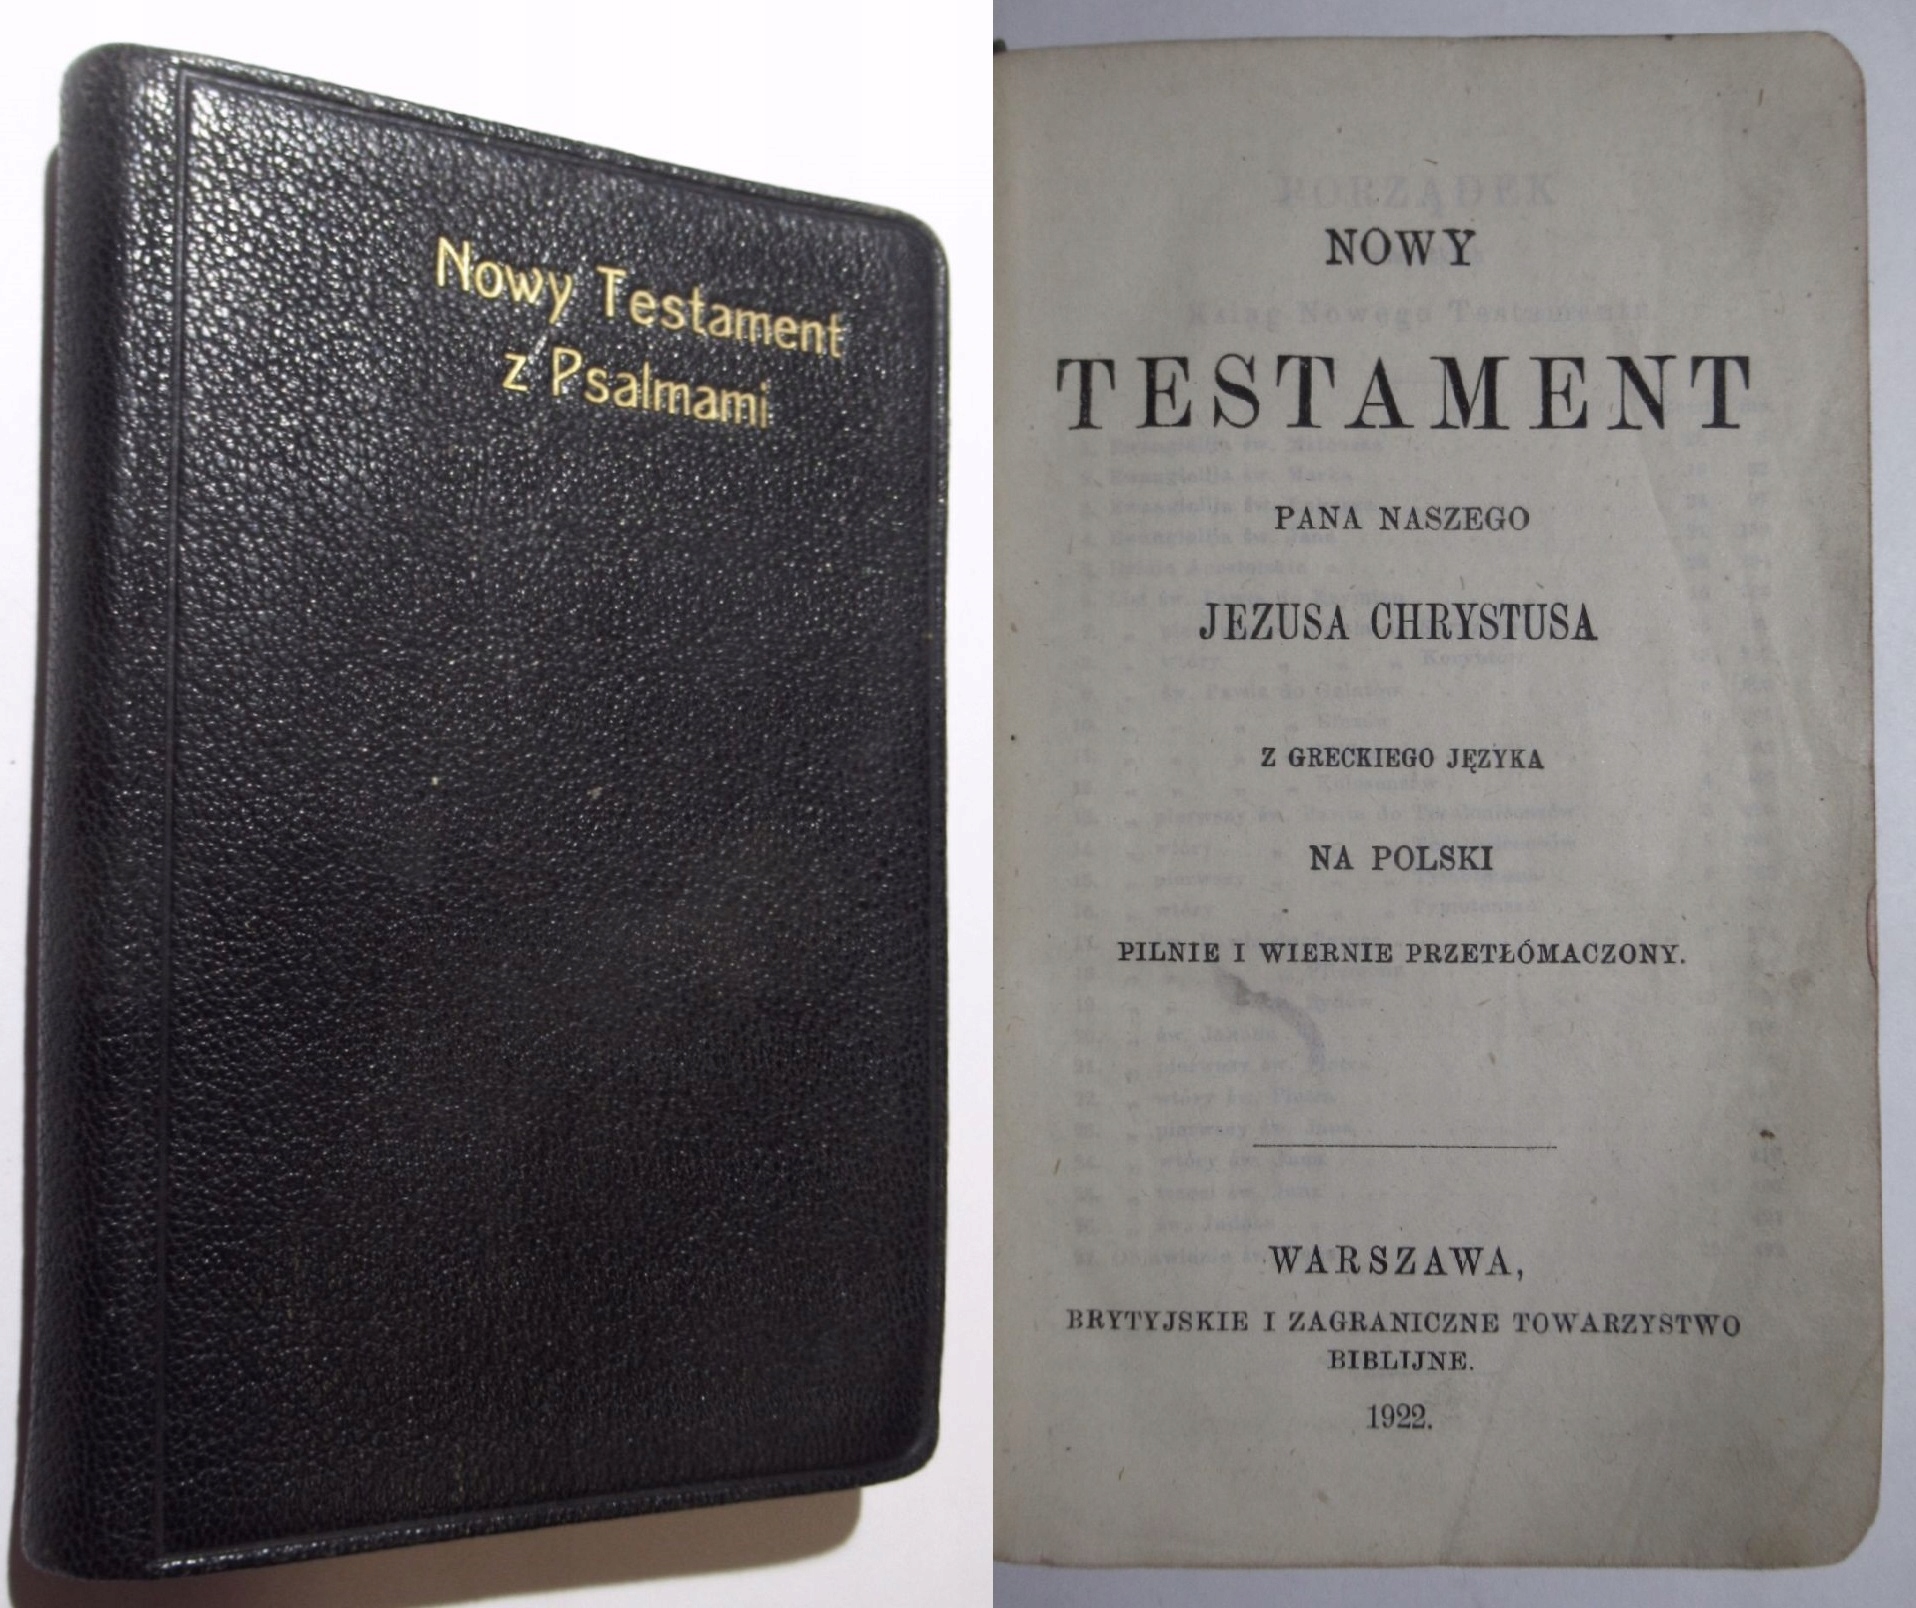 Nowy Testament
z Psalmami
NOWY
TESTAMENT
PANA NASZEGO
JEZUSA CHRYSTUSA
Z GRECKIEGO JĘZYKA
NA POLSKI
PILNIE I WIERNIE PRZETŁÓMACZONY.
WARSZAWA,
BRYTYJSKIE I ZAGRANICZNE TOWARZYSTWO
BIBLIJNE.
1922.